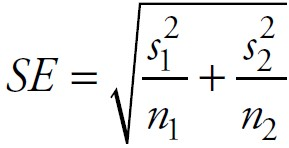 SE = √(s₁²/n₁ + s₂²/n₂)